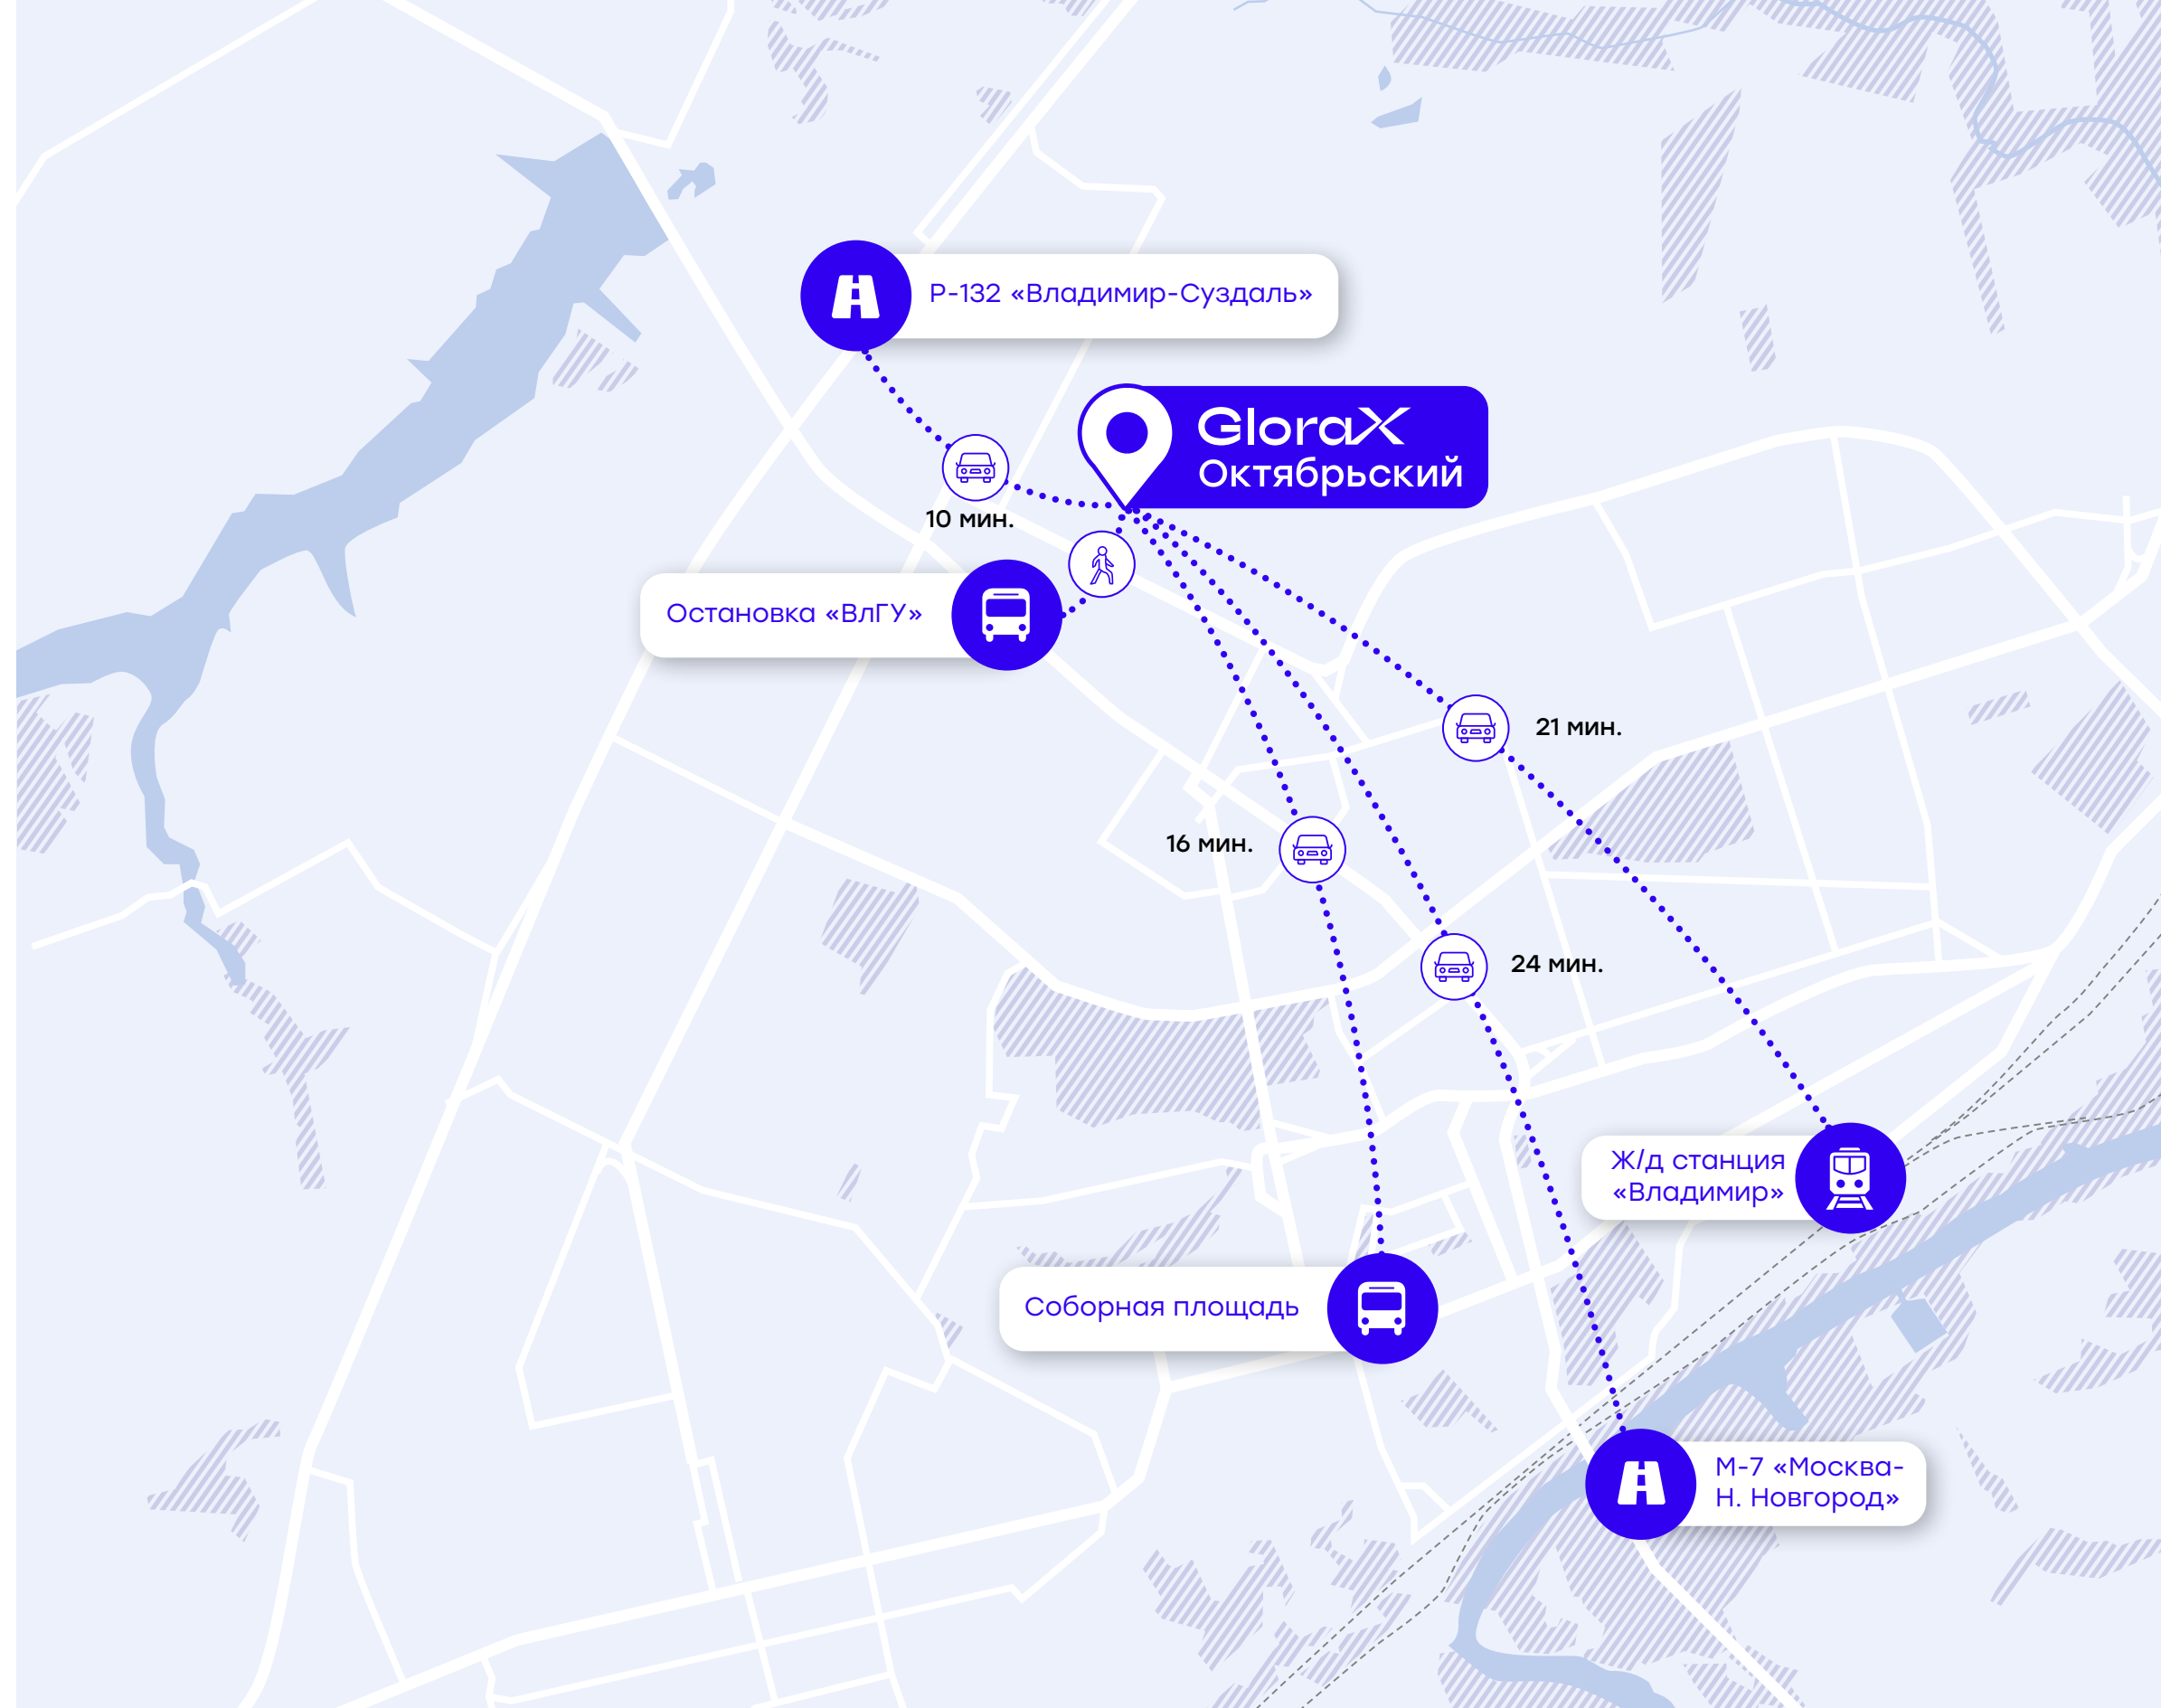 Р-132 «Владимир-Суздаль»
GloraX
Октябрьский
10 мин.
Остановка «ВлГУ»
21 мин.
16 мин.
24 мин.
Ж/д станция
«Владимир»
Соборная площадь
М-7 «Москва-
Н. Новгород»